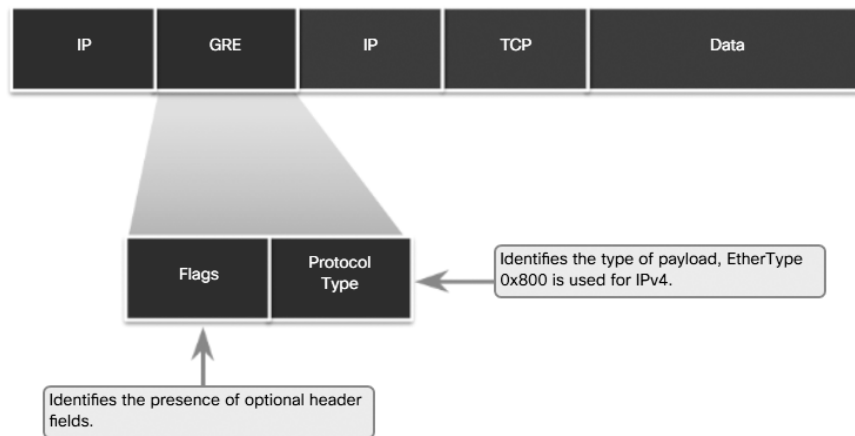 IP GRE IP TCP Data
Flags Protocol
Type
Identifies the type of payload, EtherType
0x800 is used for IPv4.
Identifies the presence of optional header
fields.